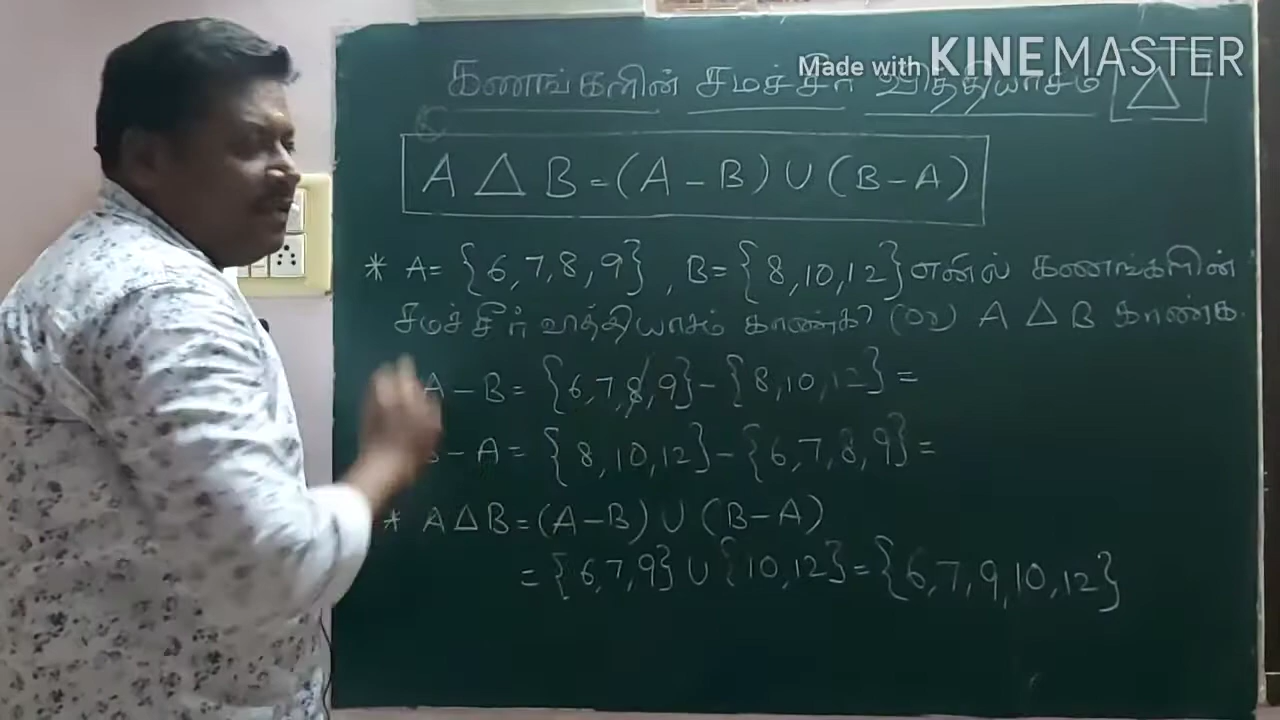 Made with KINEMASTER
கணங்களின் சமச்சீர் வித்தியாசம் △
A △ B = (A - B) ∪ (B - A)
* A = {6, 7, 8, 9}, B = {8, 10, 12} எனில் கணங்களின்
சமச்சீர் வித்தியாசம் காண்க? (or) A △ B காண்க.
A - B = {6, 7, 8, 9} - {8, 10, 12} =
B - A = {8, 10, 12} - {6, 7, 8, 9} =
* A △ B = (A - B) ∪ (B - A)
= {6, 7, 9} ∪ {10, 12} = {6, 7, 9, 10, 12}